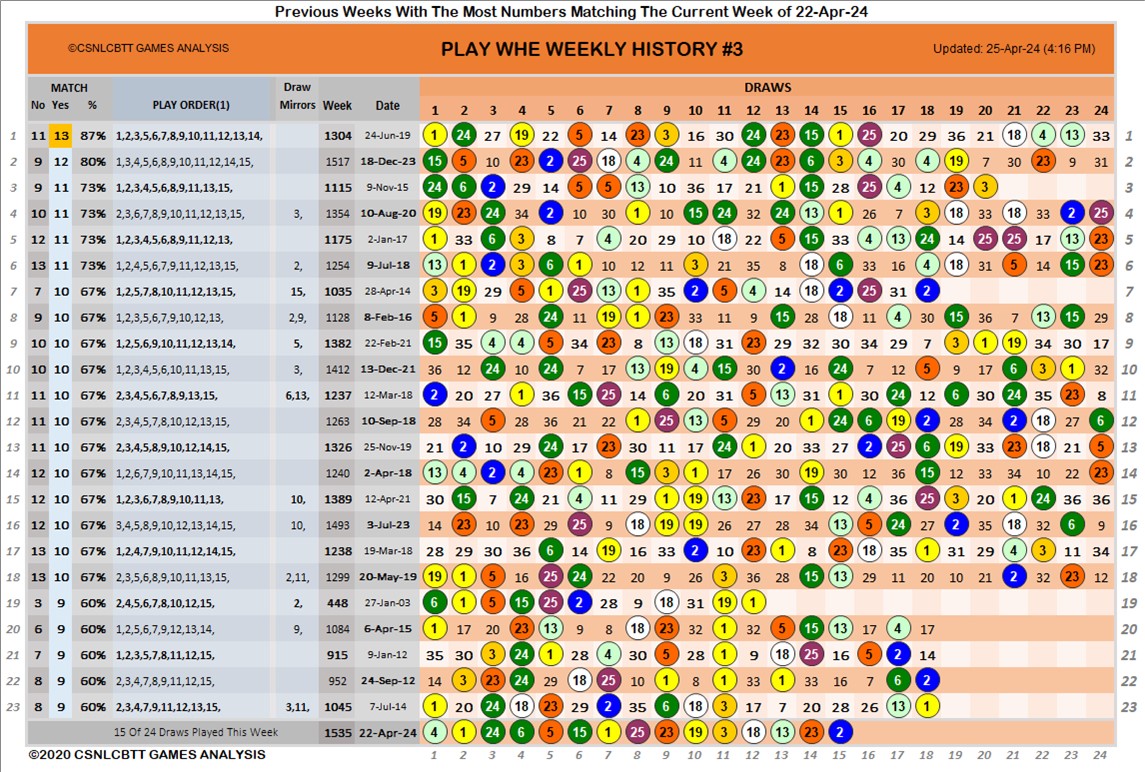 Previous Weeks With The Most Numbers Matching The Current Week of 22-Apr-24
©CSNLCBTT GAMES ANALYSIS PLAY WHE WEEKLY HISTORY #3 Updated: 25-Apr-24 (4:16 PM)
MATCH Draw DRAWS
No Yes % PLAY ORDER(1) Mirrors Week Date 1 2 3 4 5 6 7 8 9 10 11 12 13 14 15 16 17 18 19 20 21 22 23 24
1 11 13 87% 1,2,3,5,6,7,8,9,10,11,12,13,14, 1304 24-Jun-19 1 24 27 19 22 5 14 23 3 16 30 24 23 15 1 25 20 29 36 21 18 4 13 33 1
2 9 12 80% 1,3,4,5,6,8,9,10,11,12,14,15, 1517 18-Dec-23 15 5 10 23 2 25 18 4 24 11 4 24 23 6 3 4 30 4 19 7 30 23 9 31 2
3 9 11 73% 1,2,3,4,5,6,8,9,11,13,15, 1115 9-Nov-15 24 6 2 29 14 5 5 13 10 36 17 21 1 15 28 25 4 12 23 3 3
4 10 11 73% 2,3,6,7,8,9,10,11,12,13,15, 3, 1354 10-Aug-20 19 23 24 34 2 10 30 1 10 15 24 32 24 13 1 26 7 3 18 33 18 33 2 25 4
5 12 11 73% 1,2,3,4,5,6,8,9,11,12,13, 1175 2-Jan-17 1 33 6 3 8 7 4 20 29 10 18 22 5 15 33 4 13 24 14 25 25 17 13 23 5
6 13 11 73% 1,2,4,5,6,7,9,11,12,13,15, 2, 1254 9-Jul-18 13 1 2 3 6 1 10 12 11 3 21 35 8 18 6 33 16 4 18 31 5 14 15 23 6
7 7 10 67% 1,2,5,7,8,10,11,12,13,15, 15, 1035 28-Apr-14 3 19 29 5 1 25 13 1 35 2 5 4 14 18 2 25 31 2 7
8 9 10 67% 1,2,3,5,6,7,9,10,12,13, 2,9, 1128 8-Feb-16 5 1 9 28 24 11 19 1 23 33 11 9 15 28 18 11 4 30 15 36 7 13 15 29 8
9 10 10 67% 1,2,5,6,9,10,11,12,13,14, 5, 1382 22-Feb-21 15 35 4 4 5 34 23 8 13 18 31 23 29 32 30 34 29 7 3 1 19 34 30 17 9
10 10 10 67% 1,2,3,4,5,6,10,11,13,15, 3, 1412 13-Dec-21 36 12 24 10 24 7 17 13 19 4 15 30 2 16 24 7 12 5 9 17 6 3 1 32 10
11 11 10 67% 2,3,4,5,6,7,8,9,13,15, 6,13, 1237 12-Mar-18 2 20 27 1 36 15 25 14 6 20 31 5 13 31 1 30 24 19 6 30 24 35 23 8 11
12 11 10 67% 2,3,4,5,7,8,10,12,13,15, 1263 10-Sep-18 28 34 5 28 36 21 22 1 25 13 5 29 20 1 24 6 19 2 28 34 2 18 27 6 12
13 11 10 67% 2,3,4,5,8,9,10,12,14,15, 1326 25-Nov-19 21 2 10 29 24 17 23 30 11 17 24 1 20 33 27 2 25 6 19 33 23 18 21 5 13
14 12 10 67% 1,2,6,7,9,10,11,13,14,15, 1240 2-Apr-18 13 4 2 4 23 1 8 15 3 1 17 26 30 19 30 12 36 15 12 33 34 10 22 23 14
15 12 10 67% 1,2,3,6,7,8,9,10,11,13, 10, 1389 12-Apr-21 30 15 7 24 21 4 11 29 1 19 13 23 17 15 12 4 36 25 3 20 1 24 36 36 15
16 12 10 67% 3,4,5,8,9,10,12,13,14,15, 10, 1493 3-Jul-23 14 23 10 23 29 25 9 18 19 19 26 27 28 34 13 5 24 27 2 35 18 32 6 9 16
17 13 10 67% 1,2,4,7,9,10,11,12,14,15, 1238 19-Mar-18 28 29 30 36 6 14 19 16 33 2 10 23 1 8 23 18 35 1 31 29 4 3 11 34 17
18 13 10 67% 2,3,5,6,8,9,10,11,13,15, 2,11, 1299 20-May-19 19 1 5 16 25 24 22 20 9 26 3 36 28 15 13 29 11 20 10 21 2 32 23 12 18
19 3 9 60% 2,4,5,6,7,8,10,12,15, 2, 448 27-Jan-03 6 1 5 15 25 2 28 9 18 31 19 1 19
20 6 9 60% 1,2,5,6,7,9,12,13,14, 9, 1084 6-Apr-15 1 17 20 23 13 9 8 18 23 32 1 32 5 15 13 17 4 17 20
21 7 9 60% 1,2,3,5,7,8,11,12,15, 915 9-Jan-12 35 30 3 24 1 28 4 30 5 28 1 9 18 25 16 5 2 14 21
22 8 9 60% 2,3,4,7,8,11,12,14,15, 952 24-Sep-12 14 3 23 24 29 18 25 10 1 8 1 33 1 33 16 7 6 2 22
23 8 9 60% 2,3,4,7,9,11,12,13,15, 3,11, 1045 7-Jul-14 1 20 24 18 23 29 2 35 6 18 3 17 7 20 28 26 13 1 23
15 Of 24 Draws Played This Week 1535 22-Apr-24 4 1 24 6 5 15 1 25 23 19 3 18 13 23 2
©2020 CSNLCBTT GAMES ANALYSIS 1 2 3 4 5 6 7 8 9 10 11 12 13 14 15 16 17 18 19 20 21 22 23 24